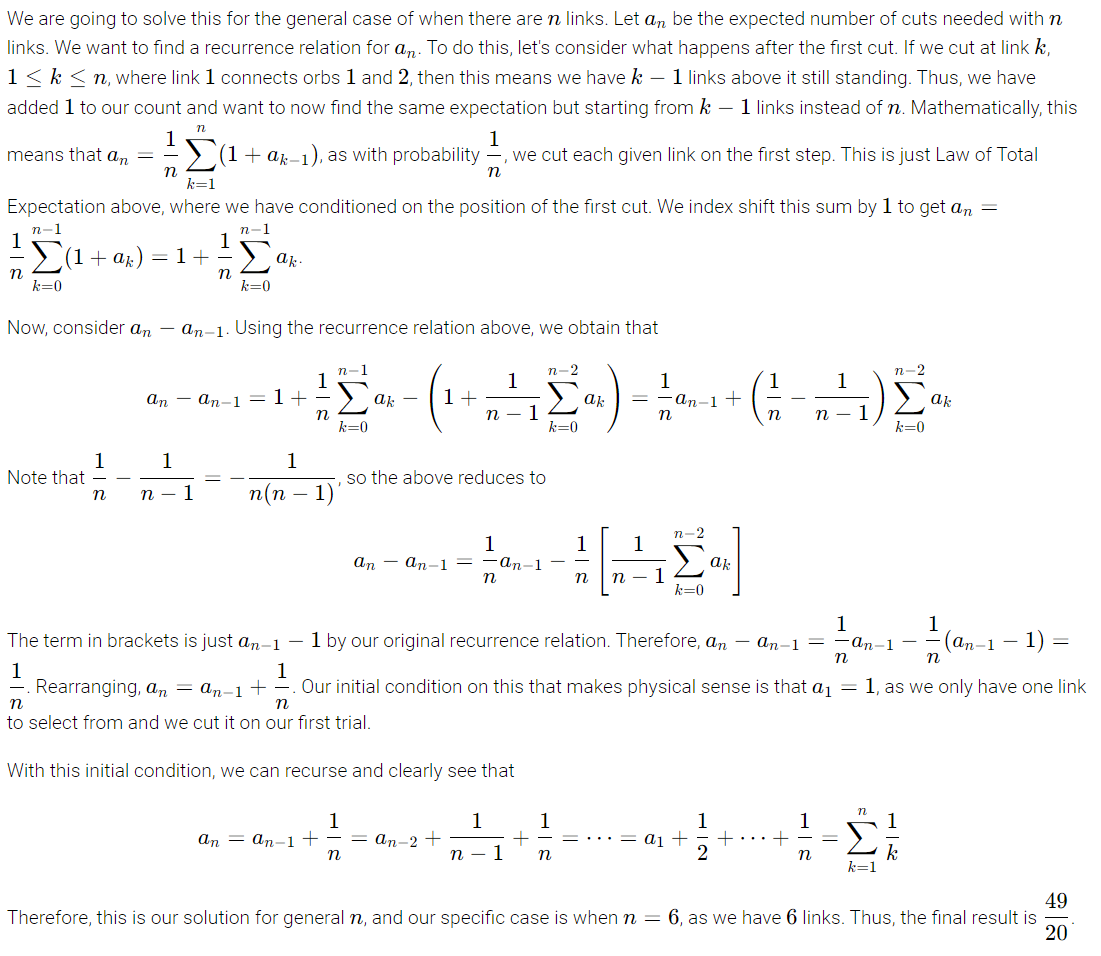 We are going to solve this for the general case of when there are $n$ links. Let $a_n$ be the expected number of cuts needed with $n$
links. We want to find a recurrence relation for $a_n$. To do this, let's consider what happens after the first cut. If we cut at link $k$,
$1 \leq k \leq n$, where link $1$ connects orbs $1$ and $2$, then this means we have $k - 1$ links above it still standing. Thus, we have
added $1$ to our count and want to now find the same expectation but starting from $k - 1$ links instead of $n$. Mathematically, this
means that $a_n = \frac{1}{n} \sum_{k=1}^{n} (1 + a_{k-1})$, as with probability $\frac{1}{n}$, we cut each given link on the first step. This is just Law of Total
Expectation above, where we have conditioned on the position of the first cut. We index shift this sum by $1$ to get $a_n =$
$\frac{1}{n} \sum_{k=0}^{n-1} (1 + a_k) = 1 + \frac{1}{n} \sum_{k=0}^{n-1} a_k.$
Now, consider $a_n - a_{n-1}$. Using the recurrence relation above, we obtain that
$a_n - a_{n-1} = 1 + \frac{1}{n} \sum_{k=0}^{n-1} a_k - \left( 1 + \frac{1}{n-1} \sum_{k=0}^{n-2} a_k \right) = \frac{1}{n} a_{n-1} + \left( \frac{1}{n} - \frac{1}{n-1} \right) \sum_{k=0}^{n-2} a_k$
Note that $\frac{1}{n} - \frac{1}{n-1} = -\frac{1}{n(n-1)}$, so the above reduces to
$a_n - a_{n-1} = \frac{1}{n} a_{n-1} - \frac{1}{n} \left[ \frac{1}{n-1} \sum_{k=0}^{n-2} a_k \right]$
The term in brackets is just $a_{n-1} - 1$ by our original recurrence relation. Therefore, $a_n - a_{n-1} = \frac{1}{n} a_{n-1} - \frac{1}{n} (a_{n-1} - 1) =$
$\frac{1}{n}$. Rearranging, $a_n = a_{n-1} + \frac{1}{n}$. Our initial condition on this that makes physical sense is that $a_1 = 1$, as we only have one link
to select from and we cut it on our first trial.
With this initial condition, we can recurse and clearly see that
$a_n = a_{n-1} + \frac{1}{n} = a_{n-2} + \frac{1}{n-1} + \frac{1}{n} = \cdots = a_1 + \frac{1}{2} + \cdots + \frac{1}{n} = \sum_{k=1}^{n} \frac{1}{k}$
Therefore, this is our solution for general $n$, and our specific case is when $n = 6$, as we have $6$ links. Thus, the final result is $\frac{49}{20}$.